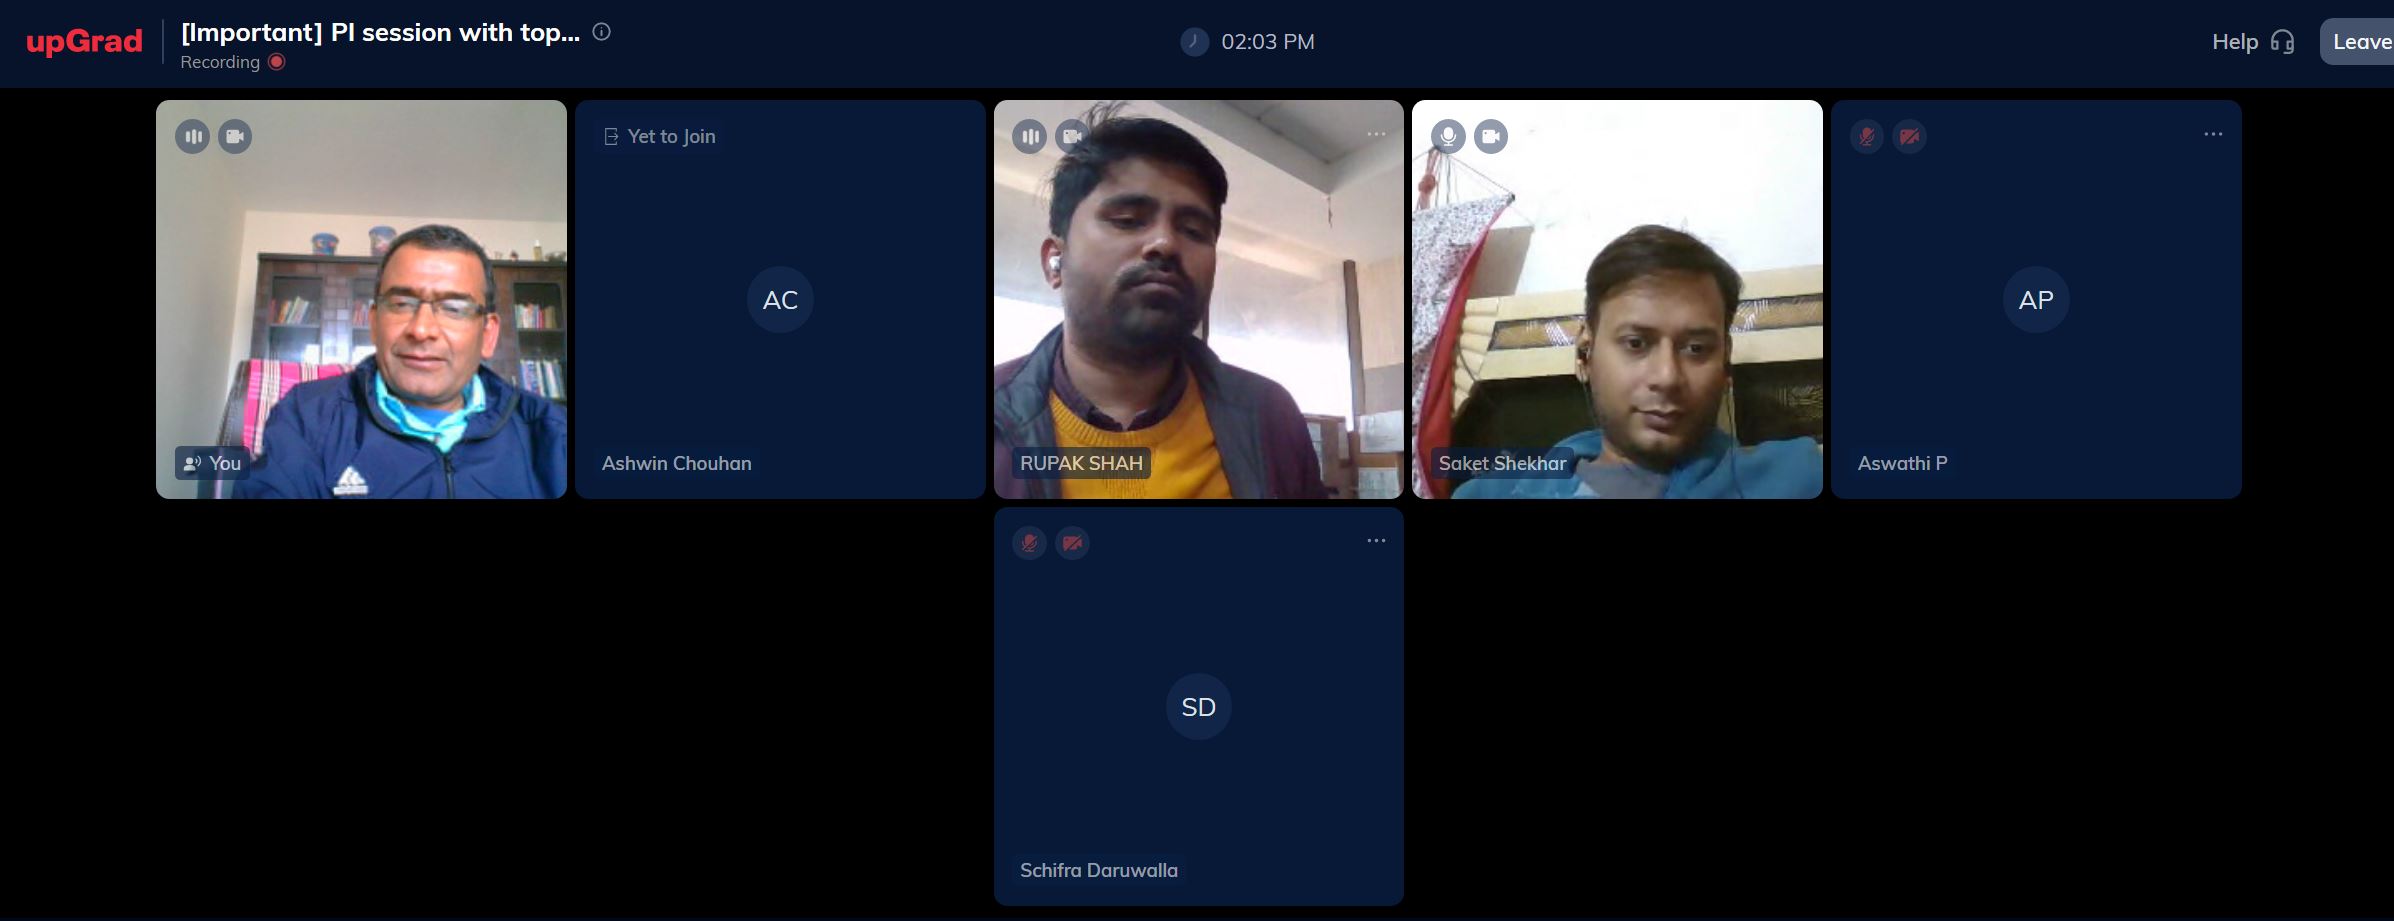 upGrad
[Important] PI session with top...
Recording
02:03 PM
Help
Leave
Yet to Join
AC
AP
You
Ashwin Chouhan
RUPAK SHAH
Saket Shekhar
Aswathi P
SD
Schifra Daruwalla